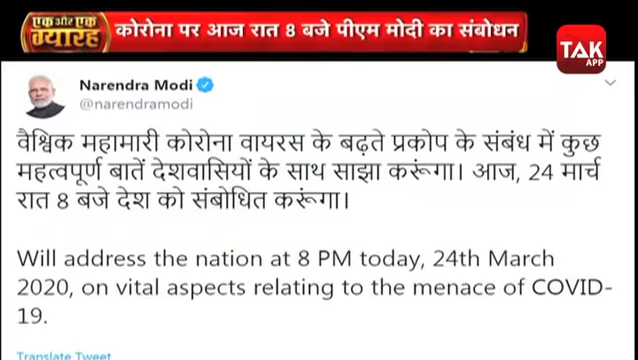 एक और एक
ग्यारह
कोरोना पर आज रात 8 बजे पीएम मोदी का संबोधन
TAK
APP
Narendra Modi
@narendramodi
वैश्विक महामारी कोरोना वायरस के बढ़ते प्रकोप के संबंध में कुछ
महत्वपूर्ण बातें देशवासियों के साथ साझा करूंगा। आज, 24 मार्च
रात 8 बजे देश को संबोधित करूंगा।
Will address the nation at 8 PM today, 24th March
2020, on vital aspects relating to the menace of COVID-
19.
Translate Tweet